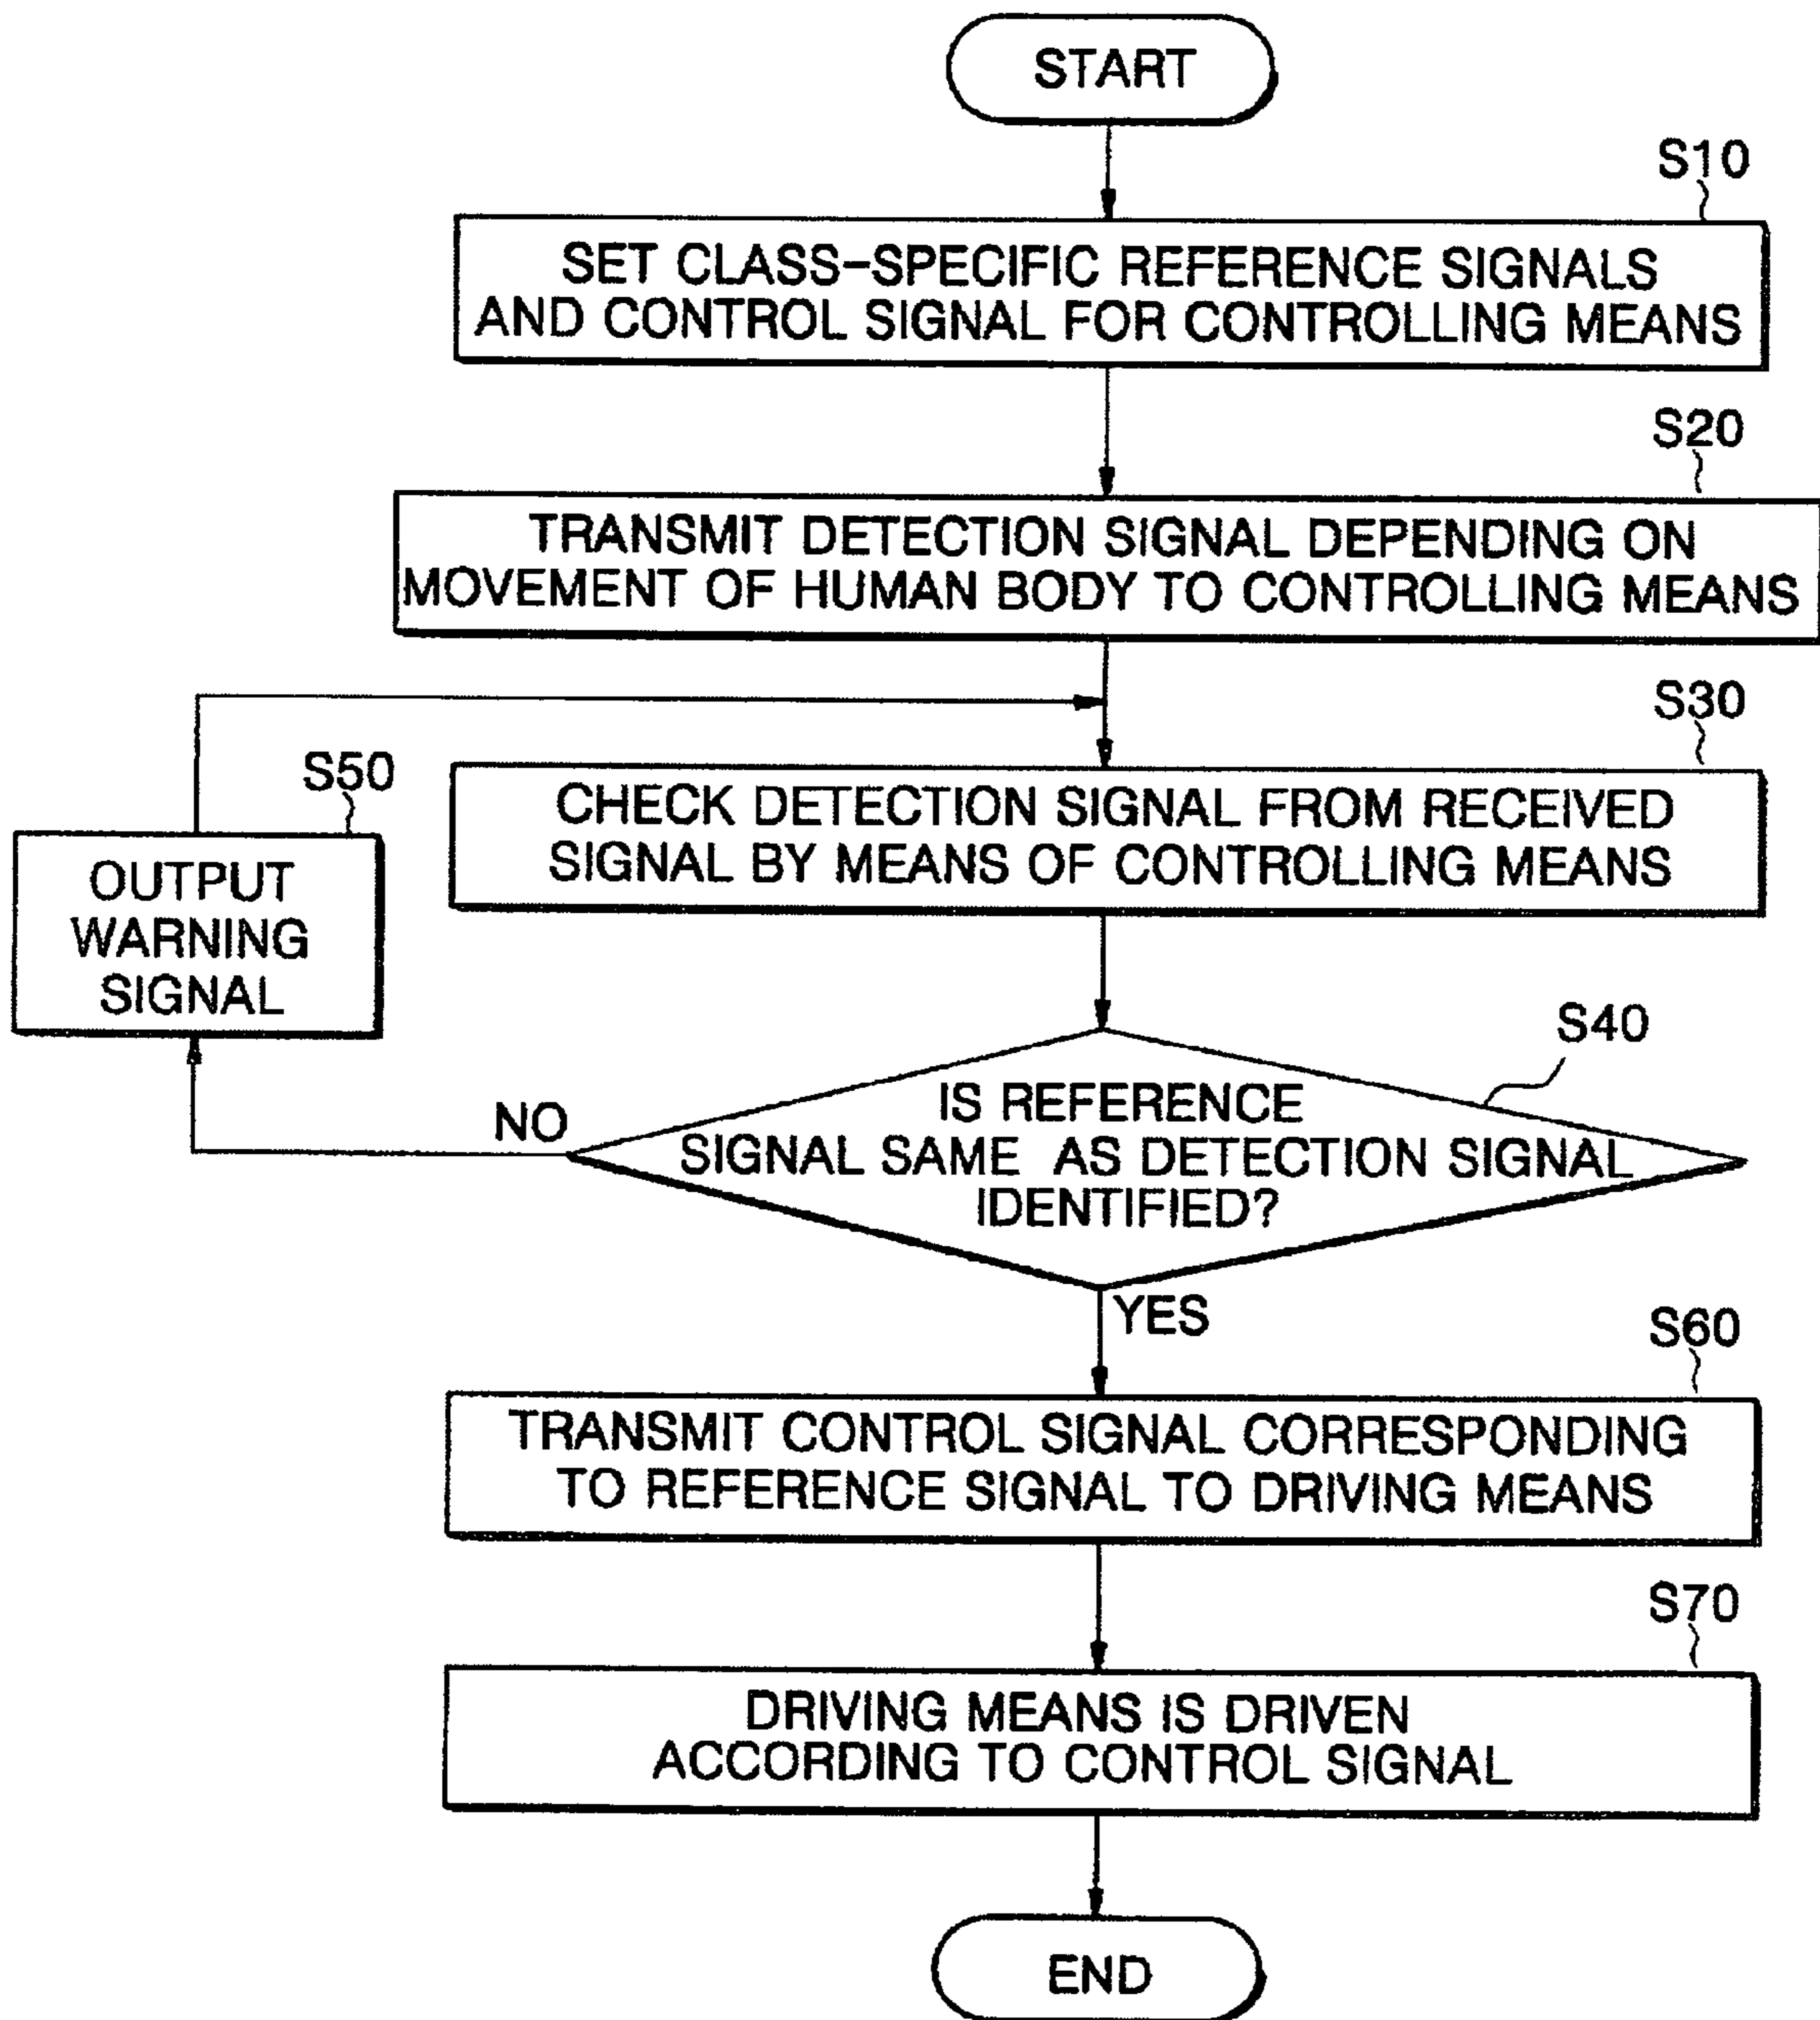 START
S10
SET CLASS-SPECIFIC REFERENCE SIGNALS
AND CONTROL SIGNAL FOR CONTROLLING MEANS
S20
TRANSMIT DETECTION SIGNAL DEPENDING ON
MOVEMENT OF HUMAN BODY TO CONTROLLING MEANS
S30
CHECK DETECTION SIGNAL FROM RECEIVED
SIGNAL BY MEANS OF CONTROLLING MEANS
S50
OUTPUT
WARNING
SIGNAL
S40
IS REFERENCE
SIGNAL SAME AS DETECTION SIGNAL
IDENTIFIED?
NO
YES
S60
TRANSMIT CONTROL SIGNAL CORRESPONDING
TO REFERENCE SIGNAL TO DRIVING MEANS
S70
DRIVING MEANS IS DRIVEN
ACCORDING TO CONTROL SIGNAL
END